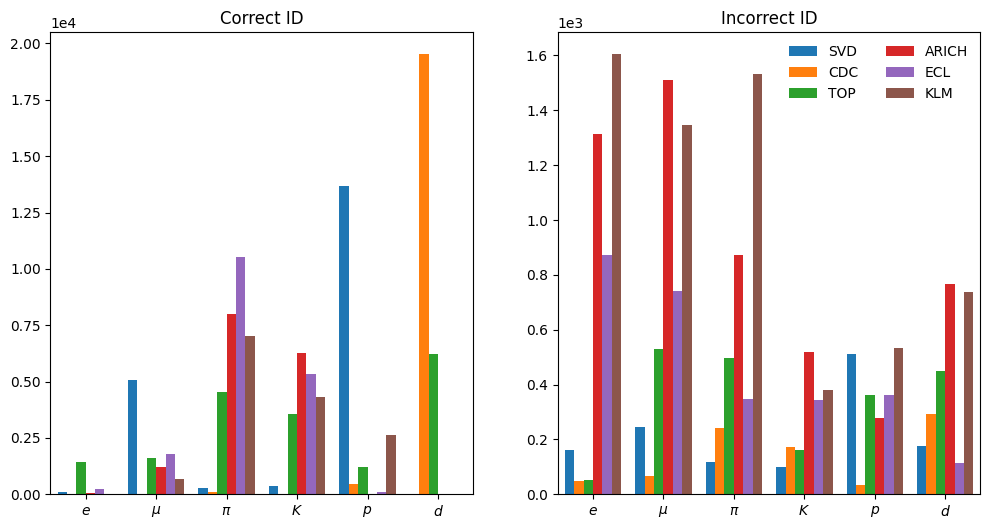 Correct ID
1e4
2.00
1.75
1.50
1.25
1.00
0.75
0.50
0.25
0.00
e μ π K p d
Incorrect ID
1e3
1.6
1.4
1.2
1.0
0.8
0.6
0.4
0.2
0.0
e μ π K p d
SVD
CDC
TOP
ARICH
ECL
KLM